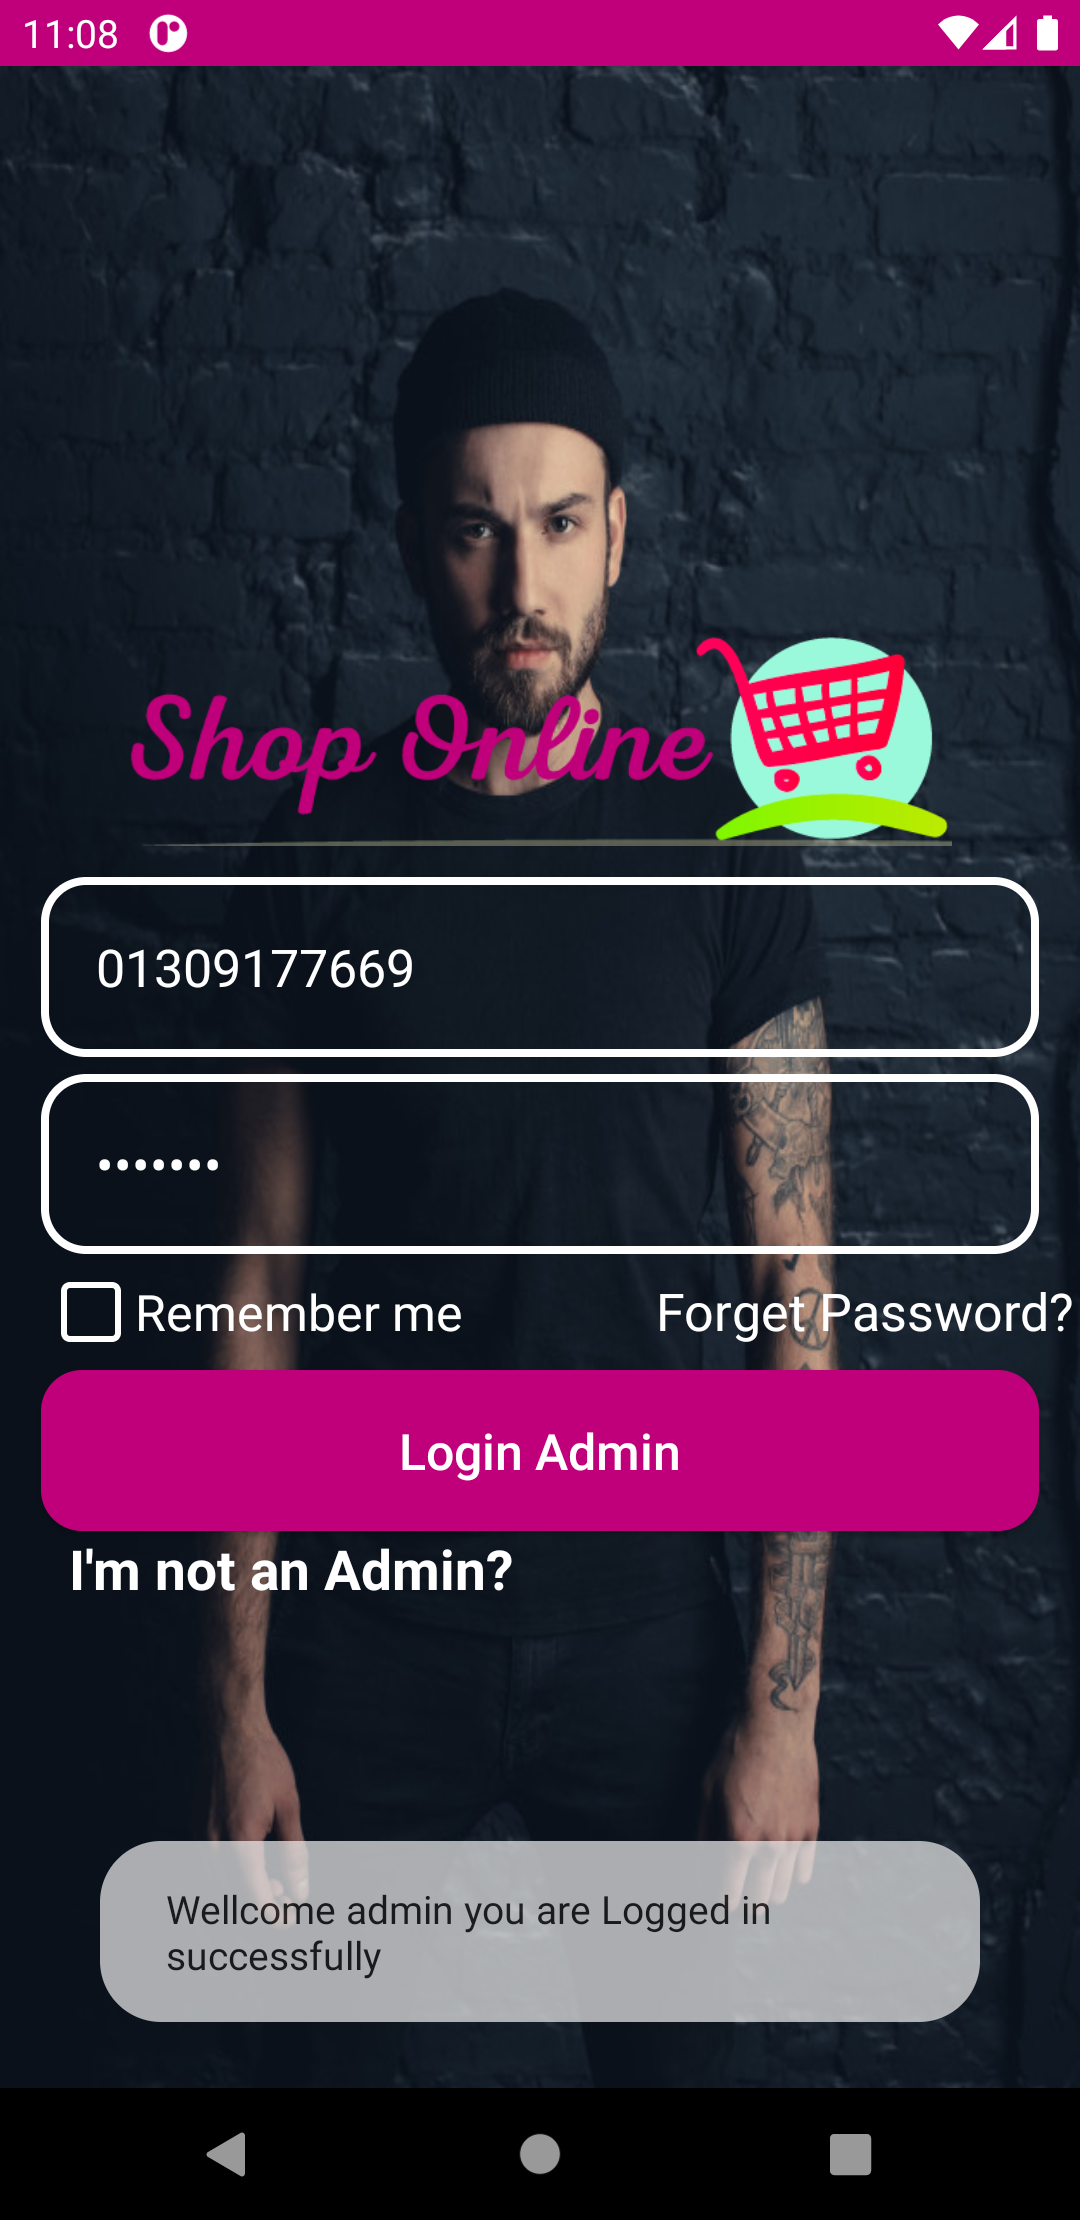 11:08
Shop Online
01309177669
•••••••
Remember me
Forget Password?
Login Admin
I'm not an Admin?
Wellcome admin you are Logged in
successfully